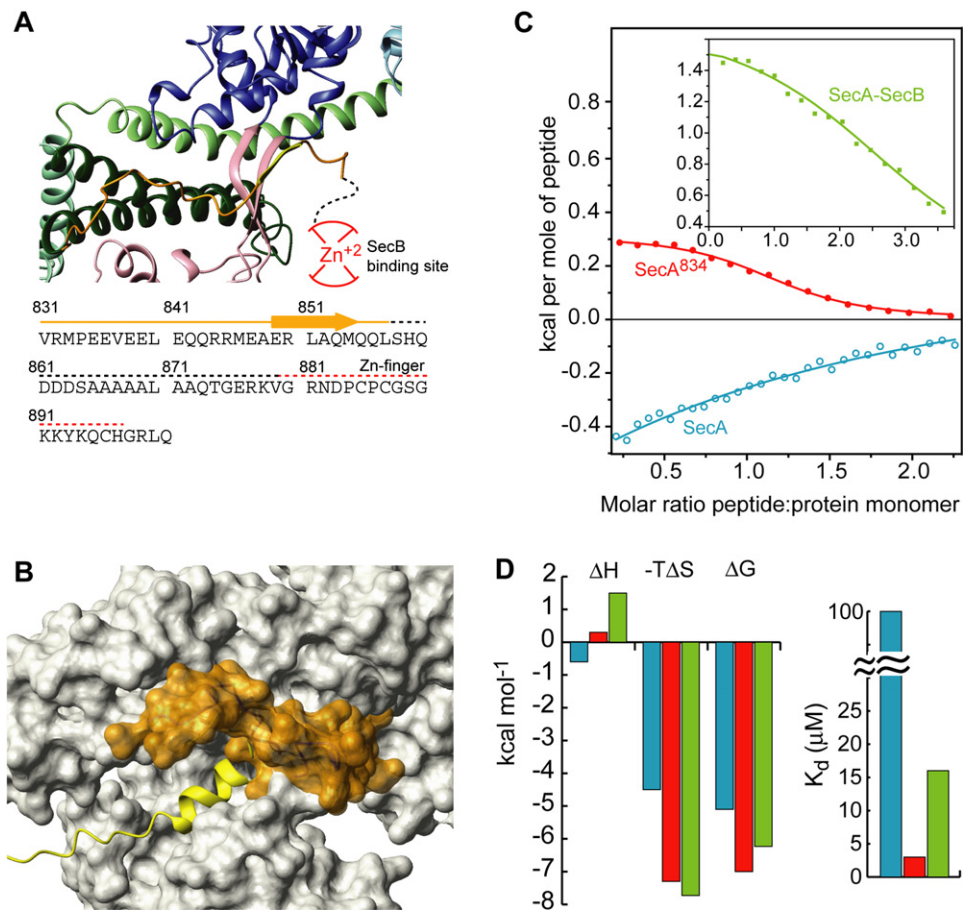 A
Zn+2
SecB
binding site
831 841 851
VRMPEEVEEL EQQRRMEAER LAQMQQLSHQ
861 871 881 Zn-finger
DDDSAAAAAL AAQTGERKVG RNDPCPCGSG
891
KKYKQCHGRLQ
B
C
kcal per mole of peptide
0.8
0.6
0.4
0.2
0.0
-0.2
-0.4
0.5 1.0 1.5 2.0
Molar ratio peptide:protein monomer
SecA834
SecA
SecA-SecB
1.4
1.2
1.0
0.8
0.6
0.4
0.0 1.0 2.0 3.0
D
ΔH -TΔS ΔG
kcal mol-1
2
1
0
-1
-2
-3
-4
-5
-6
-7
-8
Kd (μM)
100
25
20
15
10
5
0